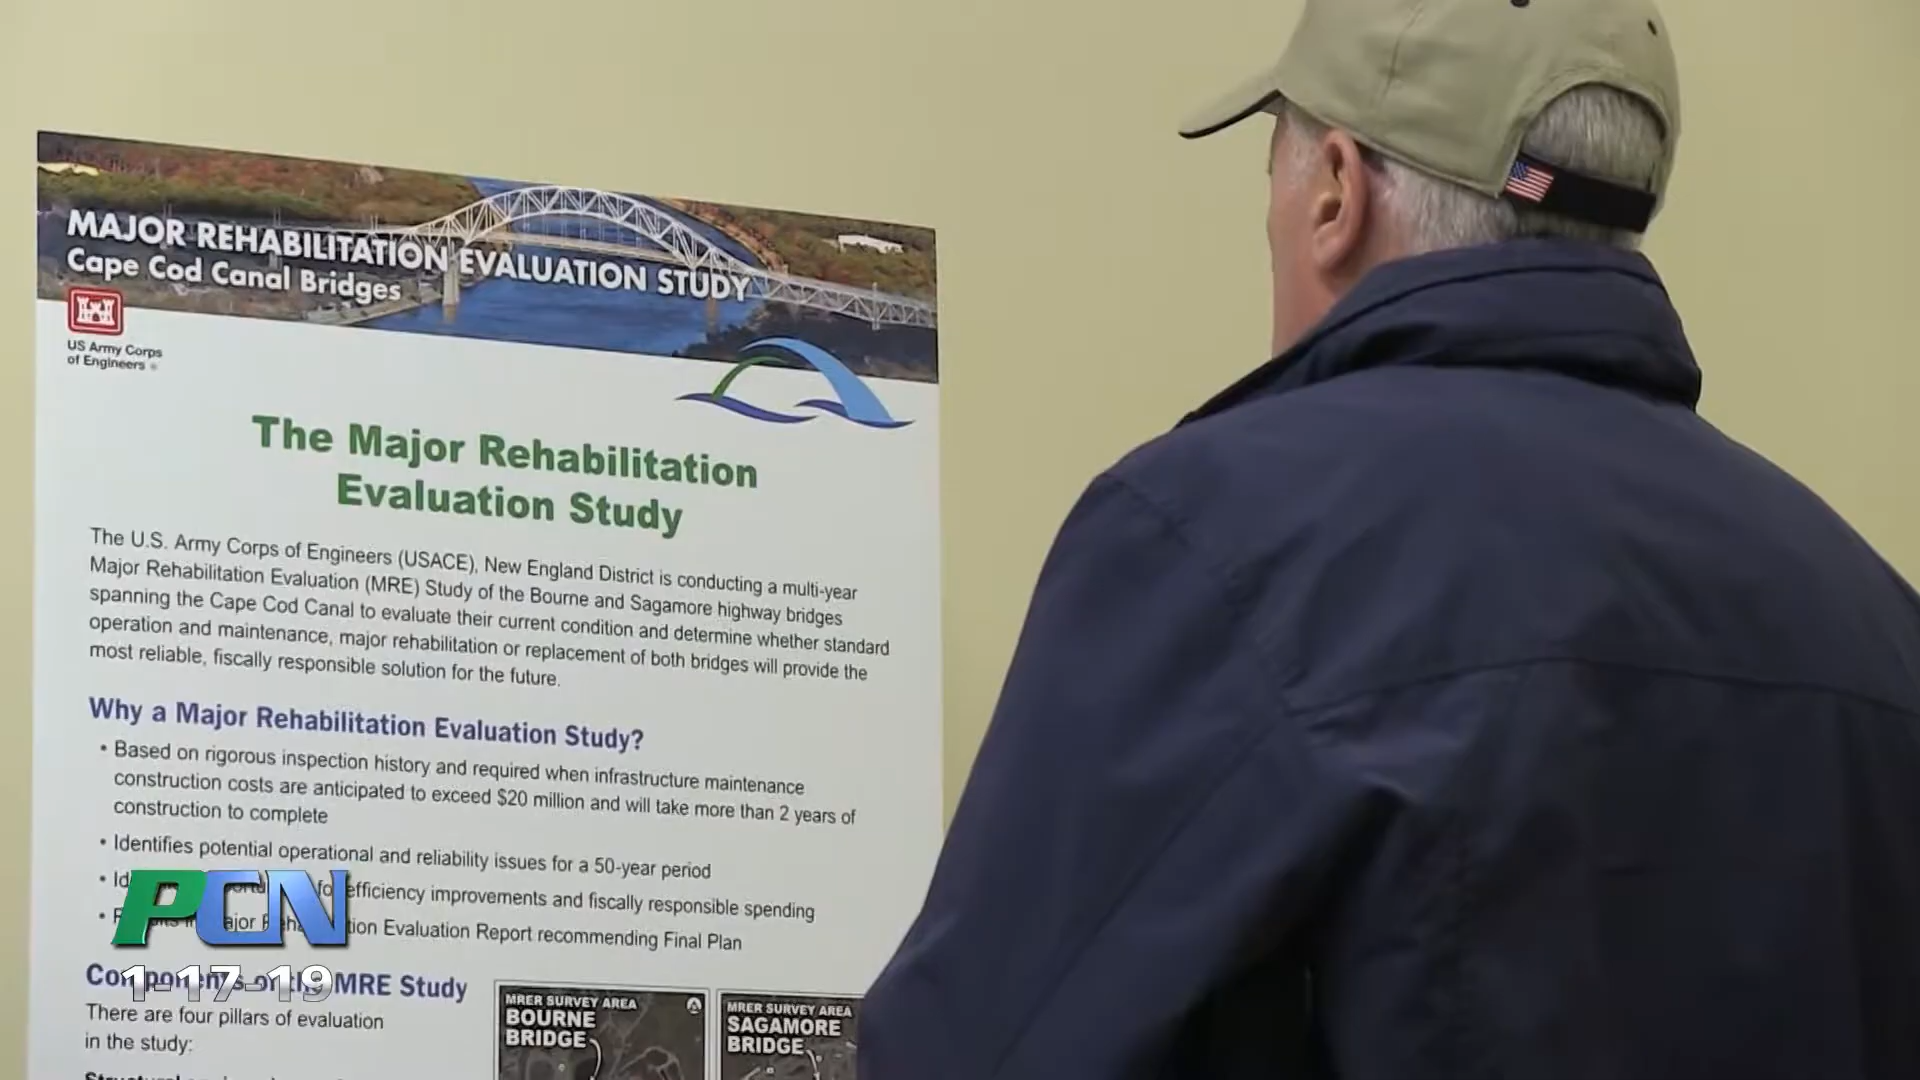 MAJOR REHABILITATION EVALUATION STUDY
Cape Cod Canal Bridges
US Army Corps
of Engineers
The Major Rehabilitation
Evaluation Study
The U.S. Army Corps of Engineers (USACE), New England District is conducting a multi-year
Major Rehabilitation Evaluation (MRE) Study of the Bourne and Sagamore highway bridges
spanning the Cape Cod Canal to evaluate their current condition and determine whether standard
operation and maintenance, major rehabilitation or replacement of both bridges will provide the
most reliable, fiscally responsible solution for the future.
Why a Major Rehabilitation Evaluation Study?
• Based on rigorous inspection history and required when infrastructure maintenance
construction costs are anticipated to exceed $20 million and will take more than 2 years of
construction to complete
• Identifies potential operational and reliability issues for a 50-year period
• for efficiency improvements and fiscally responsible spending
• Major Evaluation Report recommending Final Plan
Components of the MRE Study
There are four pillars of evaluation
in the study:
MRER SURVEY AREA
BOURNE
BRIDGE
MRER SURVEY AREA
SAGAMORE
BRIDGE
PCN
1-17-19